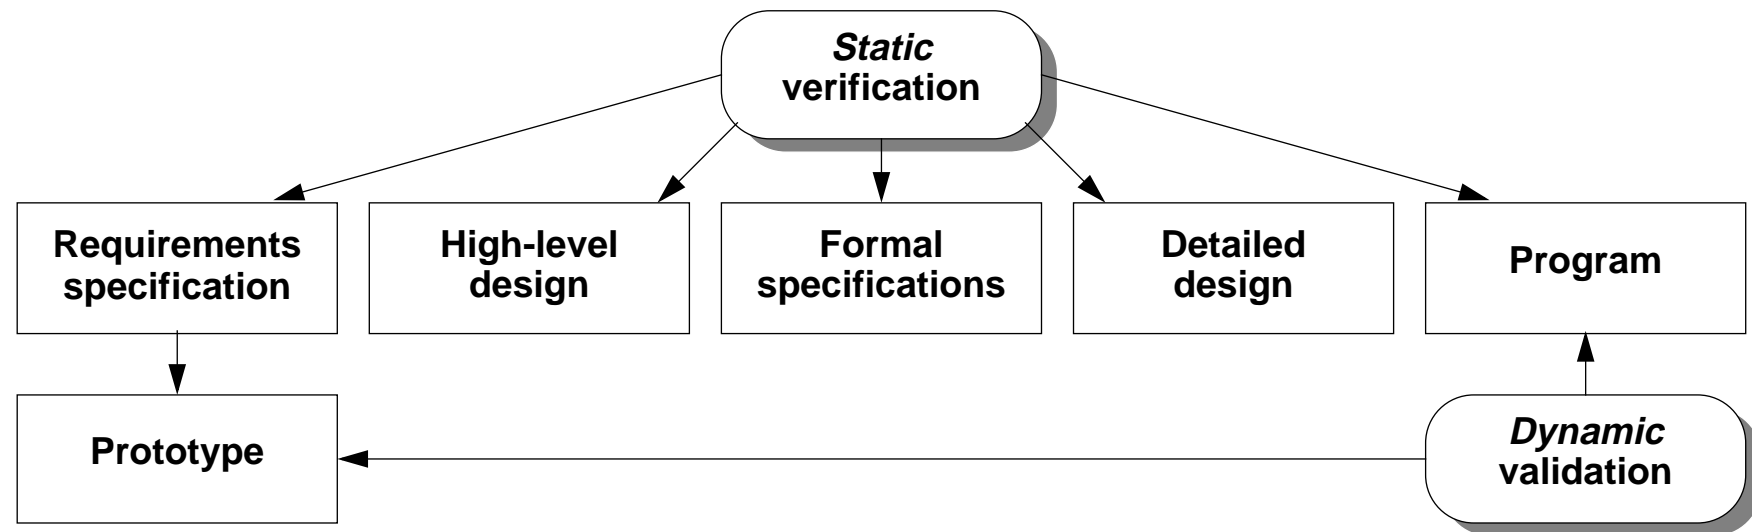 Static
verification
Requirements
specification
High-level
design
Formal
specifications
Detailed
design
Program
Prototype
Dynamic
validation